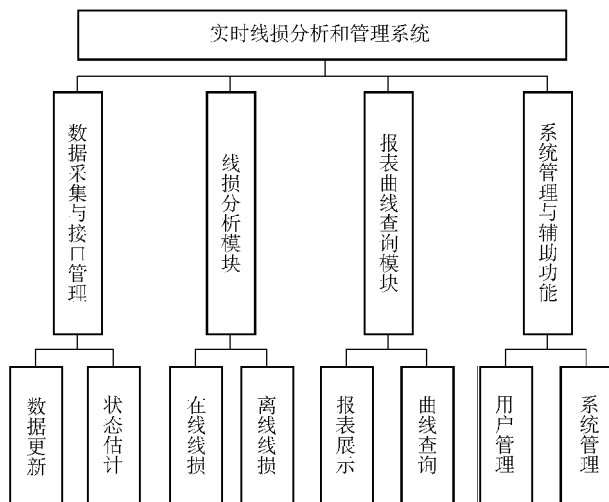 实时线损分析和管理系统
数据采集与接口管理
线损分析模块
报表曲线查询模块
系统管理与辅助功能
数据更新
状态估计
在线线损
离线线损
报表展示
曲线查询
用户管理
系统管理